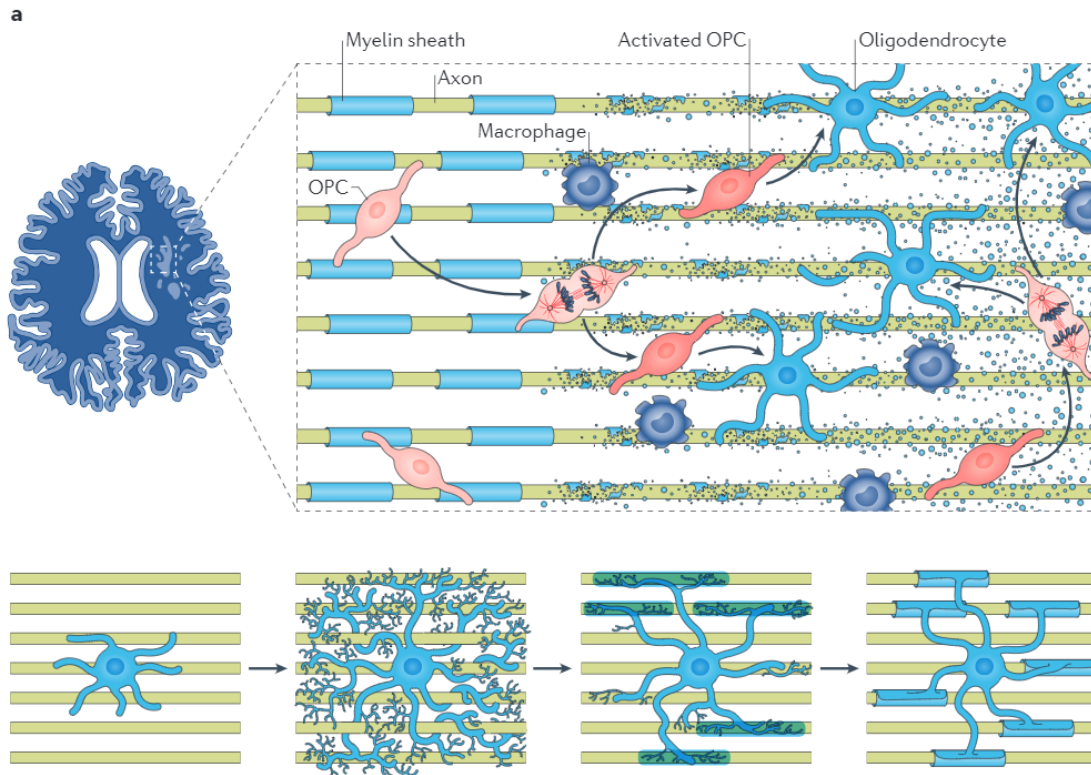 a
Myelin sheath
Activated OPC
Oligodendrocyte
Axon
Macrophage
OPC